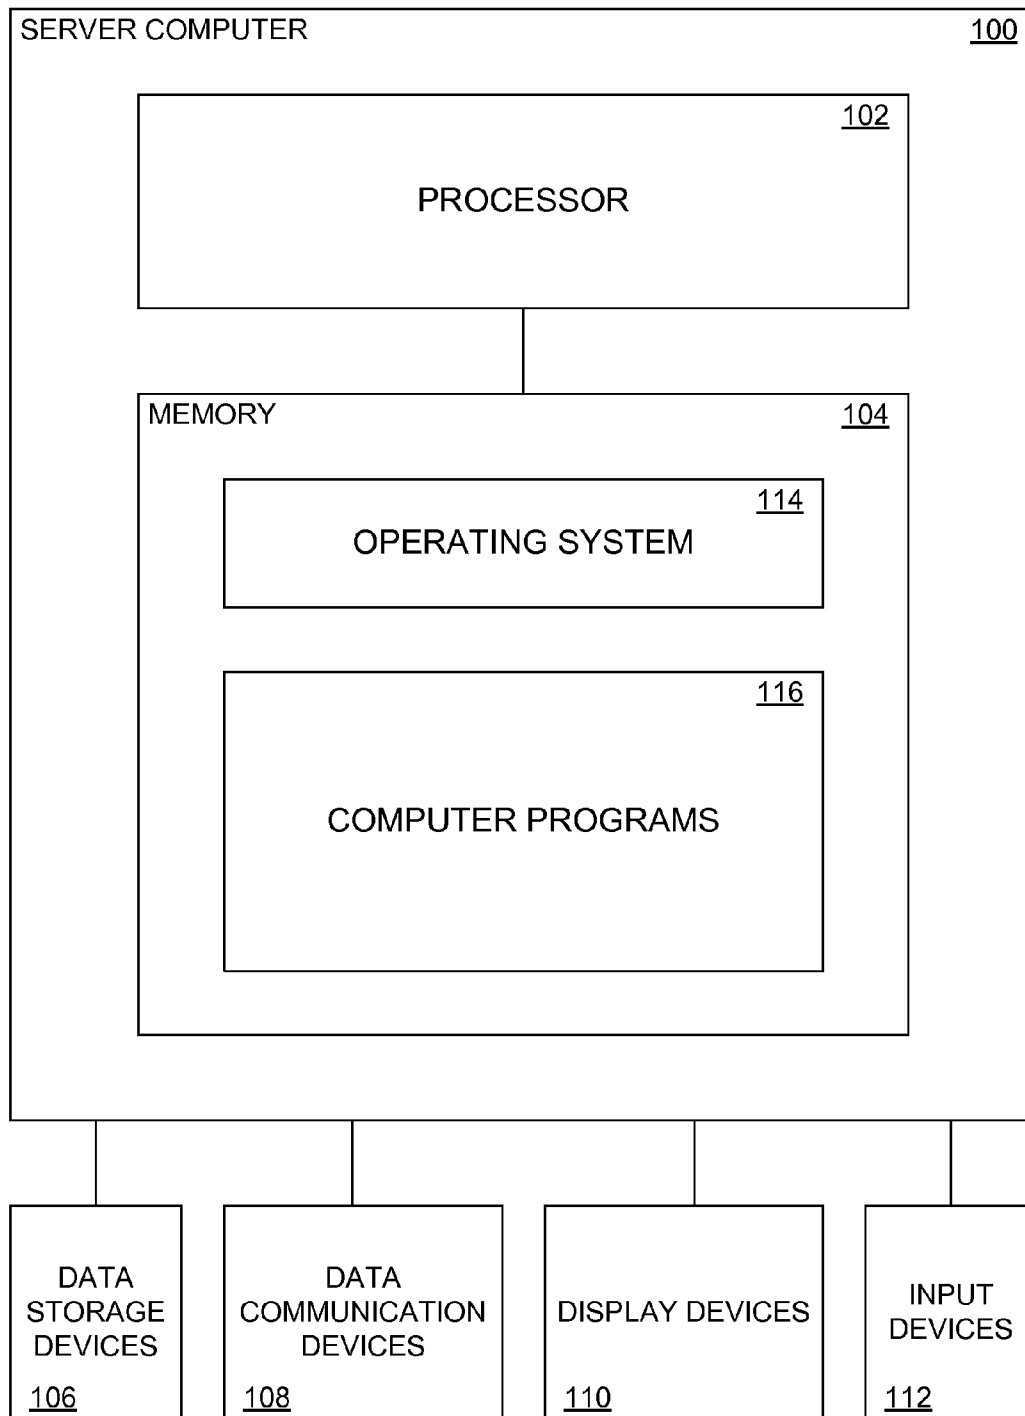 SERVER COMPUTER 100
102
PROCESSOR
MEMORY 104
114
OPERATING SYSTEM
116
COMPUTER PROGRAMS
DATA
STORAGE
DEVICES
106
DATA
COMMUNICATION
DEVICES
108
DISPLAY DEVICES
110
INPUT
DEVICES
112